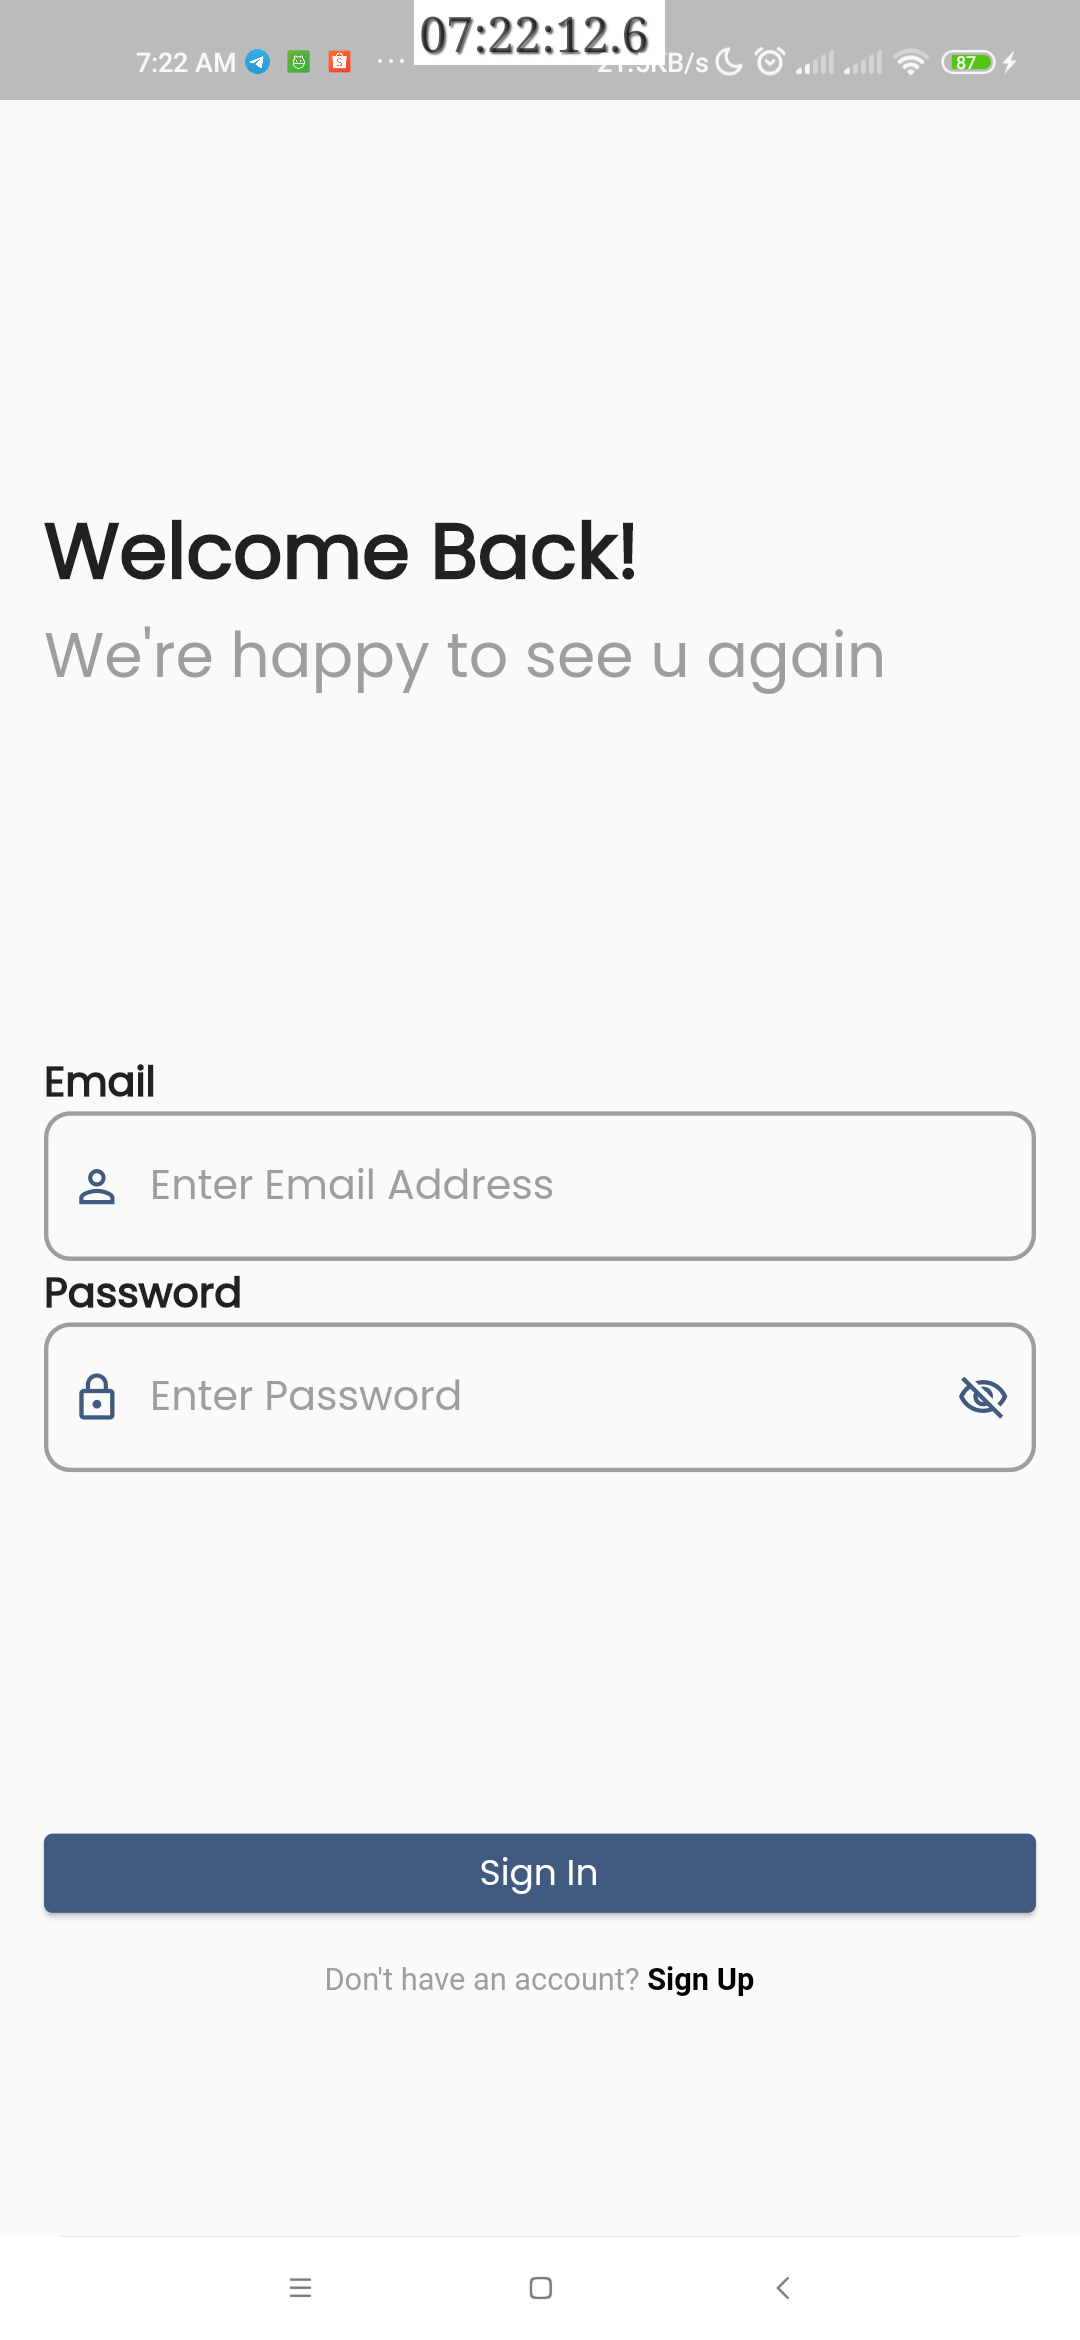 07:22:12.6
7:22 AM
KB/s
87
Welcome Back!
We're happy to see u again
Email
Enter Email Address
Password
Enter Password
Sign In
Don't have an account? Sign Up